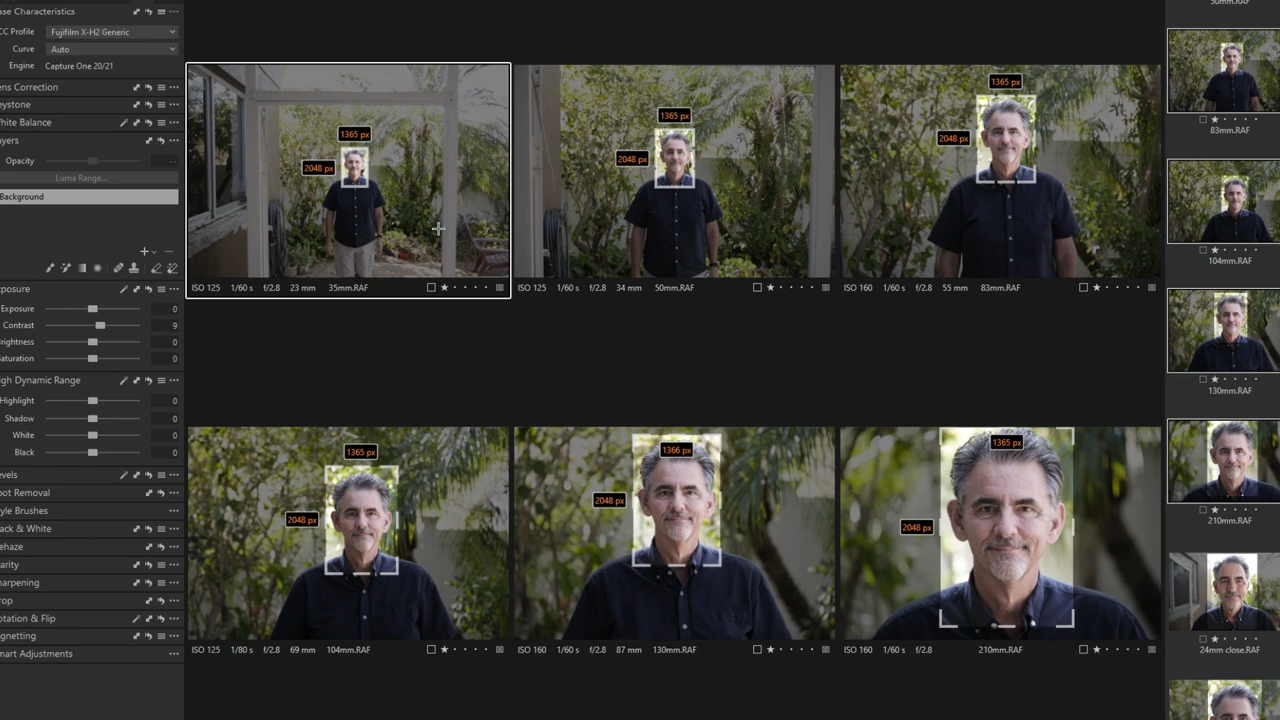 ase Characteristics
CC Profile Fujifilm X-H2 Generic
Curve Auto
Engine Capture One 20/21
ens Correction
eystone
hite Balance
yers
Opacity
Luma Range...
Background
xposure
Exposure 0
Contrast 9
Brightness 0
Saturation 0
igh Dynamic Range
Highlight 0
Shadow 0
White 0
Black 0
evels
pot Removal
yle Brushes
ack & White
ehaze
arity
harpening
rop
otation & Flip
ignetting
mart Adjustments
1365 px
2048 px
ISO 125 1/60 s f/2.8 23 mm 35mm.RAF
1365 px
2048 px
ISO 125 1/60 s f/2.8 34 mm 50mm.RAF
1365 px
2048 px
ISO 160 1/60 s f/2.8 55 mm 83mm.RAF
1365 px
2048 px
ISO 125 1/80 s f/2.8 69 mm 104mm.RAF
1366 px
2048 px
ISO 160 1/60 s f/2.8 87 mm 130mm.RAF
1365 px
2048 px
ISO 160 1/60 s f/2.8 210mm.RAF
50mm.RAF
83mm.RAF
104mm.RAF
130mm.RAF
210mm.RAF
24mm close.RAF